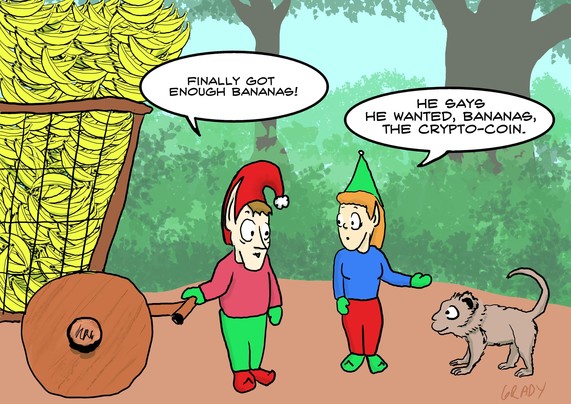 FINALLY GOT
ENOUGH BANANAS!
HE SAYS
HE WANTED, BANANAS,
THE CRYPTO-COIN.
GRADY